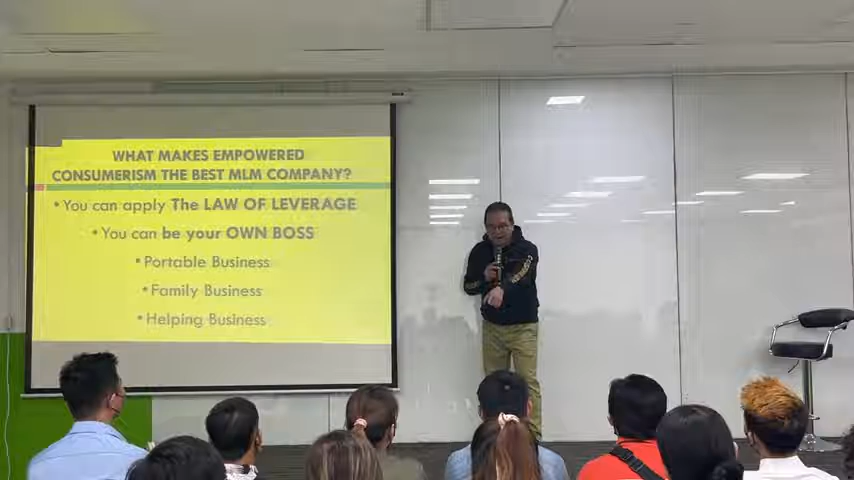 WHAT MAKES EMPOWERED
CONSUMERISM THE BEST MLM COMPANY?
• You can apply The LAW OF LEVERAGE
• You can be your OWN BOSS
• Portable Business
• Family Business
• Helping Business